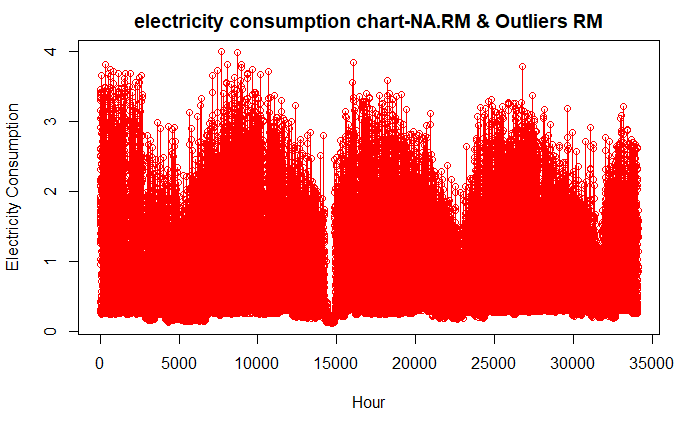 electricity consumption chart-NA.RM & Outliers RM
Electricity Consumption
4
3
2
1
0
0 5000 10000 15000 20000 25000 30000 35000
Hour